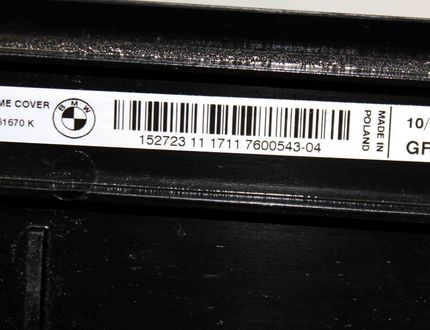 ME COVER
61670 K
BMW
152723 11 1711 7600543-04
MADE IN
POLAND
10/
GF